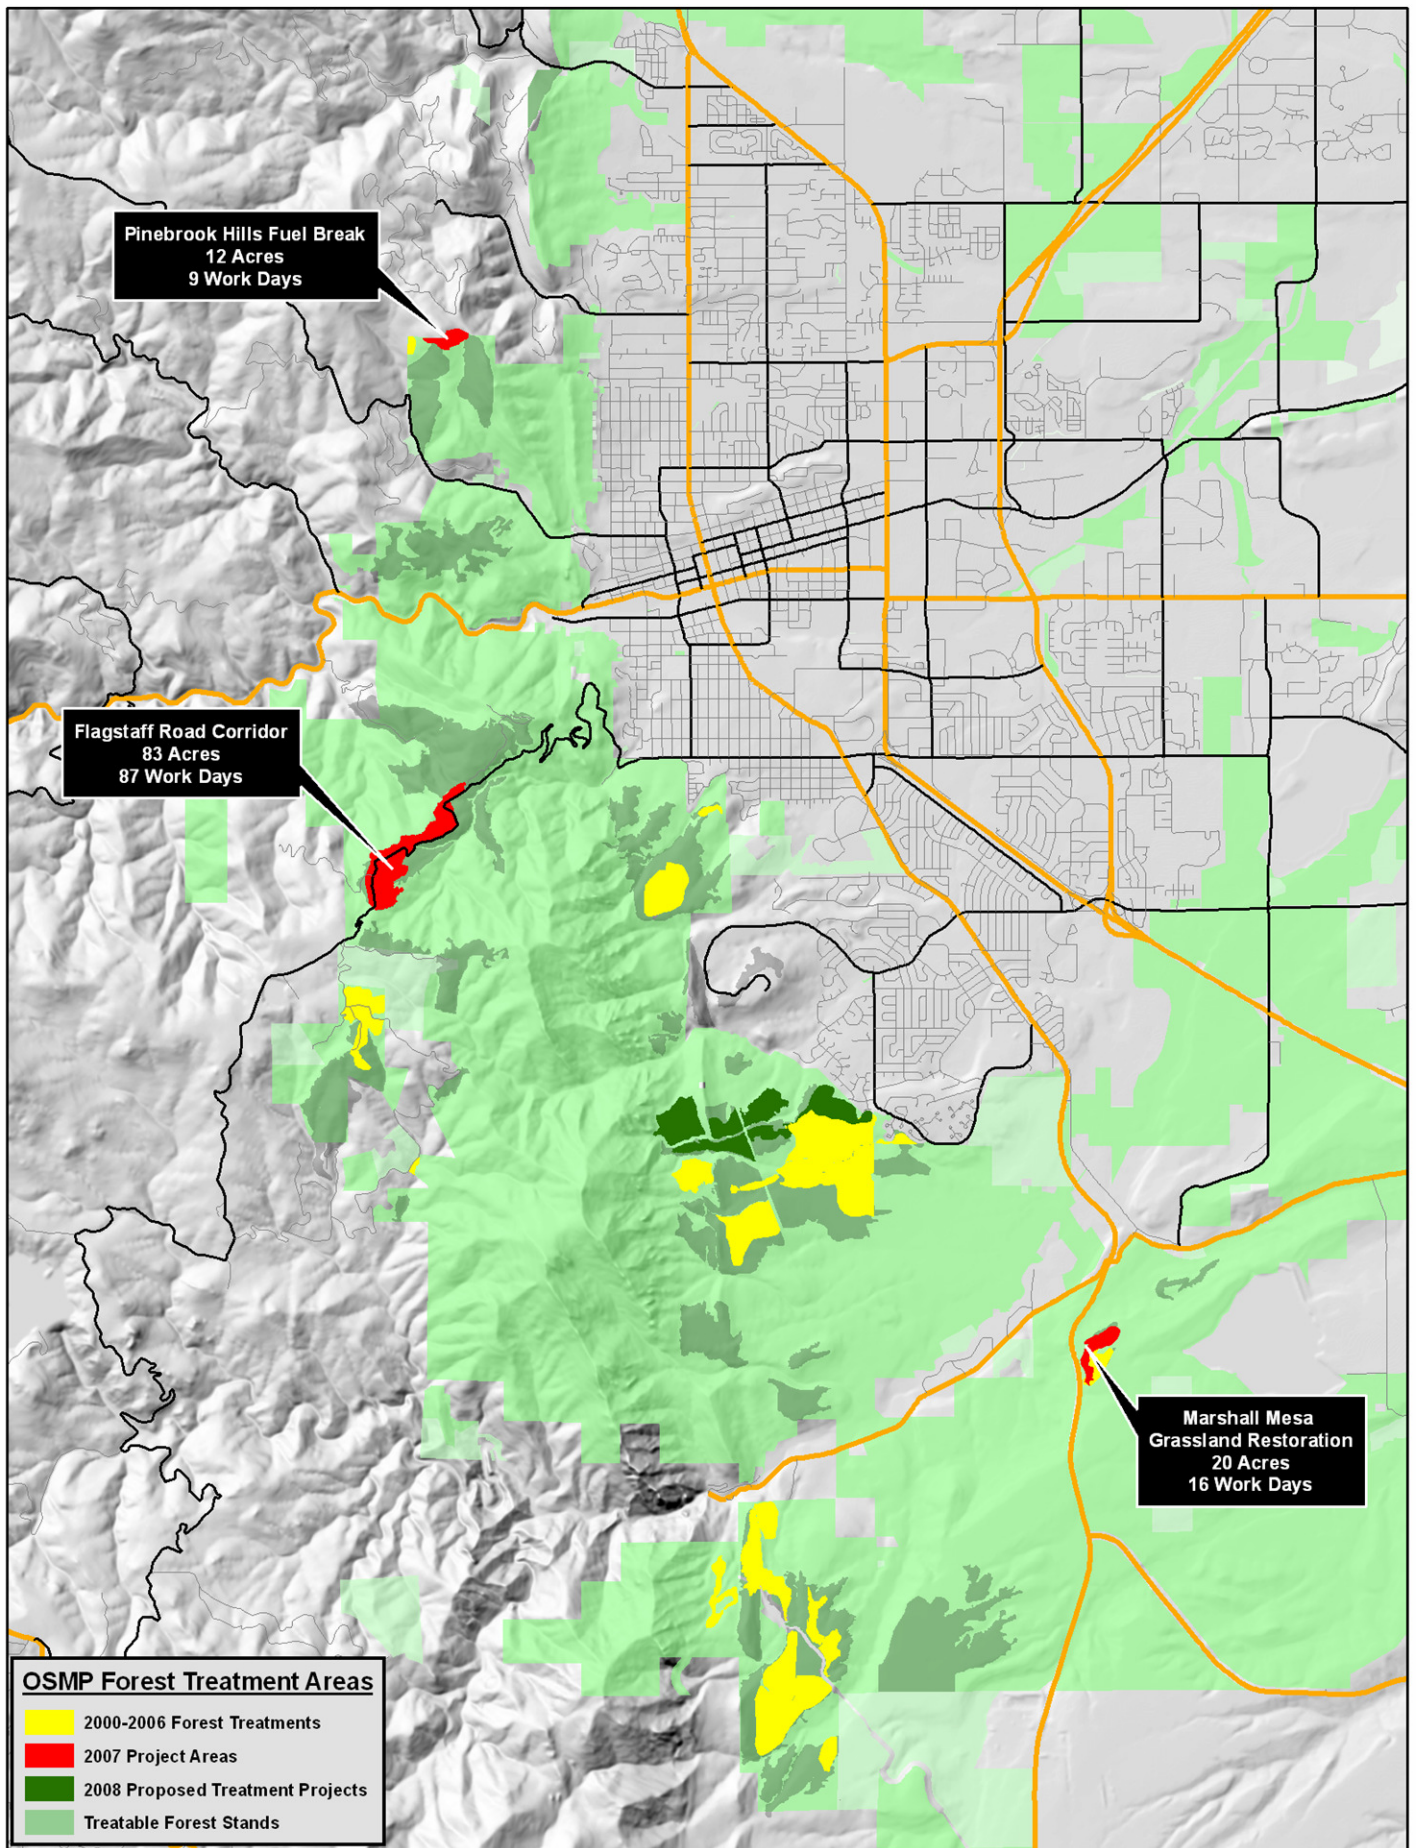 Pinebrook Hills Fuel Break
12 Acres
9 Work Days
Flagstaff Road Corridor
83 Acres
87 Work Days
Marshall Mesa
Grassland Restoration
20 Acres
16 Work Days
OSMP Forest Treatment Areas
2000-2006 Forest Treatments
2007 Project Areas
2008 Proposed Treatment Projects
Treatable Forest Stands